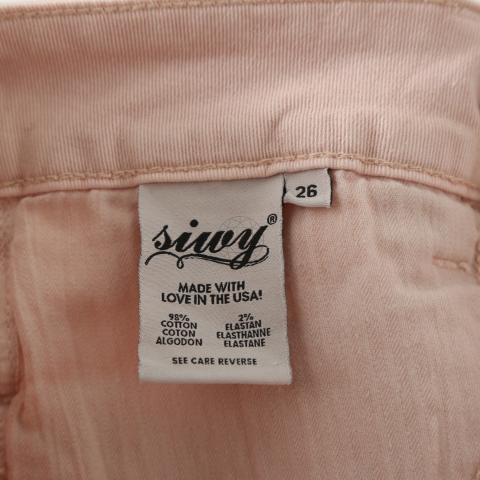 26
siwy®
MADE WITH
LOVE IN THE USA!
98% 2%
COTTON ELASTAN
COTON ELASTHANNE
ALGODON ELASTANE
SEE CARE REVERSE